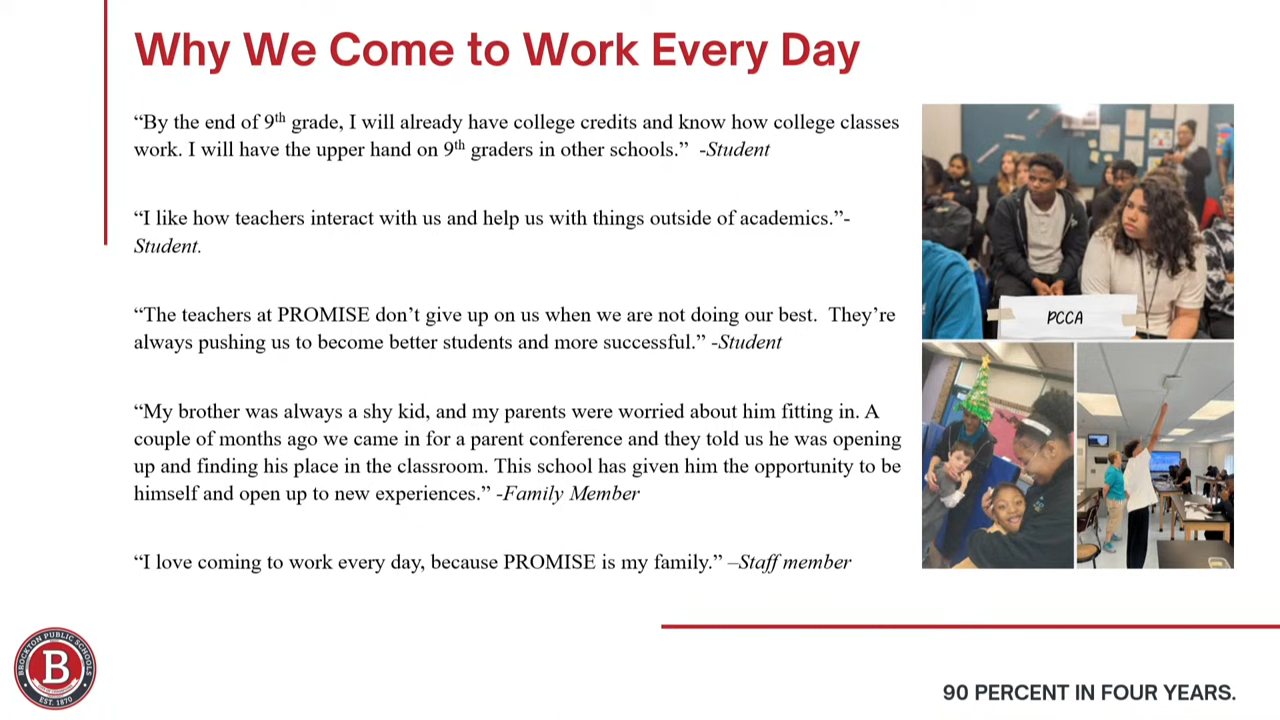 Why We Come to Work Every Day
“By the end of 9th grade, I will already have college credits and know how college classes
work. I will have the upper hand on 9th graders in other schools.” -Student
“I like how teachers interact with us and help us with things outside of academics.”-
Student.
“The teachers at PROMISE don’t give up on us when we are not doing our best. They’re
always pushing us to become better students and more successful.” -Student
“My brother was always a shy kid, and my parents were worried about him fitting in. A
couple of months ago we came in for a parent conference and they told us he was opening
up and finding his place in the classroom. This school has given him the opportunity to be
himself and open up to new experiences.” -Family Member
“I love coming to work every day, because PROMISE is my family.” –Staff member
PCCA
BROCKTON PUBLIC SCHOOLS
B
EST. 1870
90 PERCENT IN FOUR YEARS.